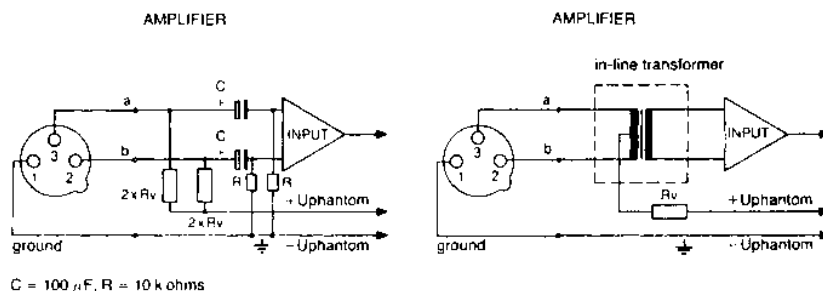 AMPLIFIER
a
C
+
b
C
+
INPUT
3
1
2
R
R
2 x Rv
2 x Rv
+ Uphantom
ground
- Uphantom
C = 100 µF, R = 10 k ohms
AMPLIFIER
in-line transformer
a
b
INPUT
3
1
2
Rv
+ Uphantom
ground
- Uphantom